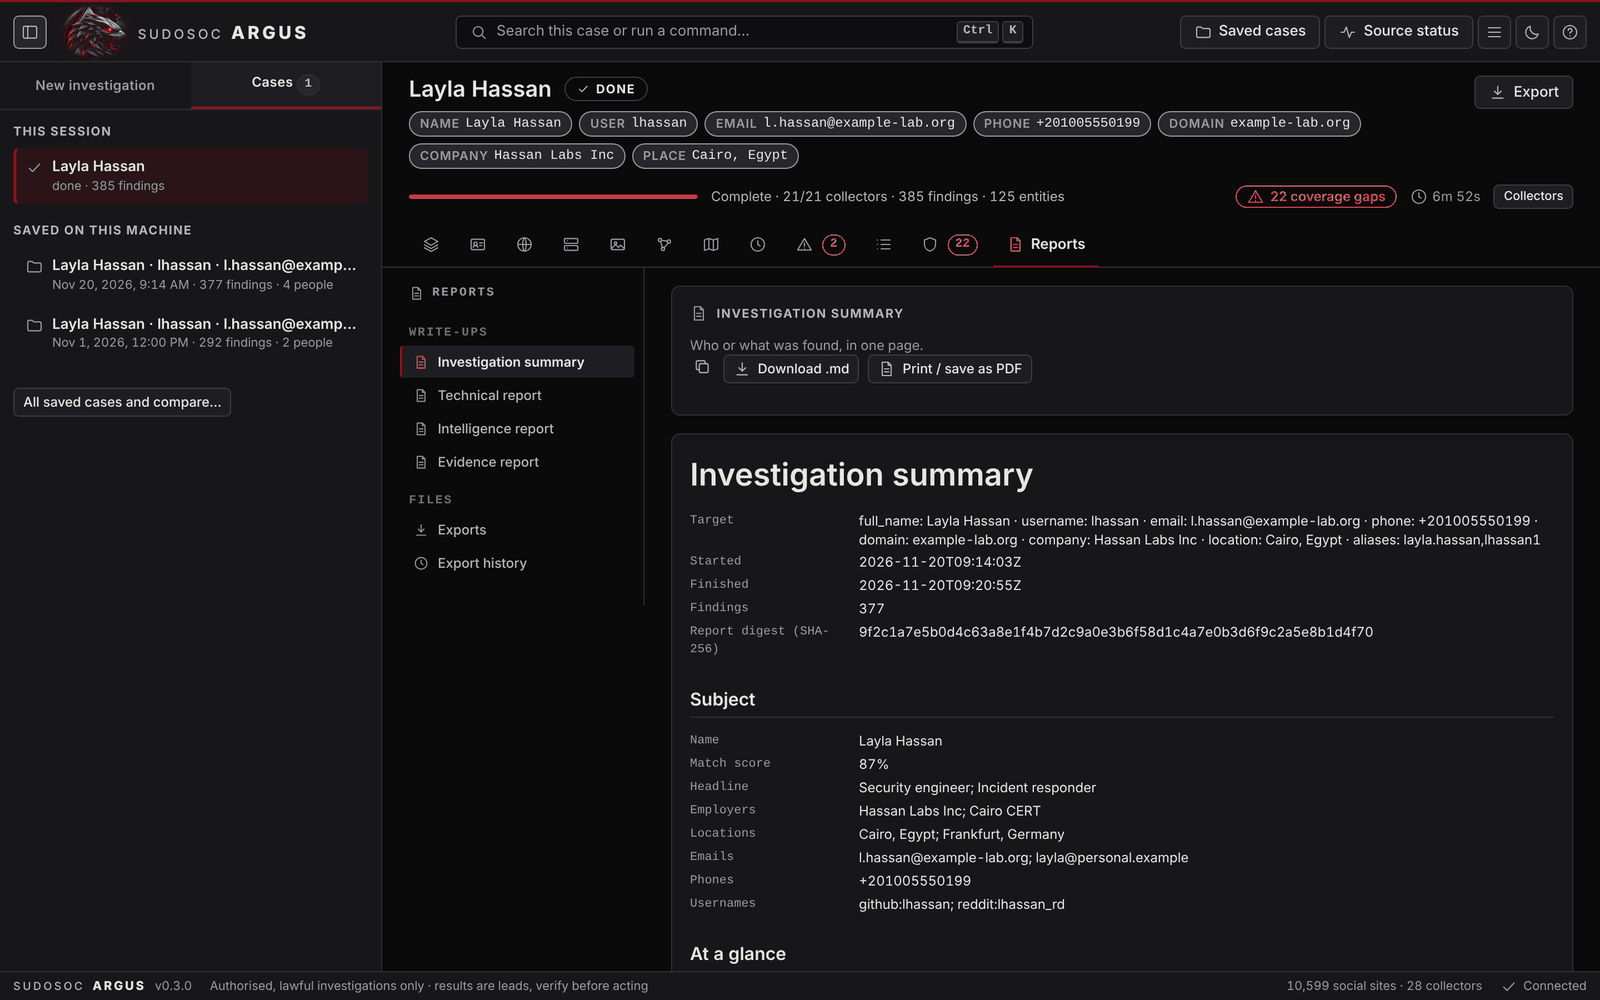 SUDOSOC ARGUS
Search this case or run a command...
Ctrl K
Saved cases
Source status
New investigation
Cases 1
THIS SESSION
Layla Hassan
done · 385 findings
SAVED ON THIS MACHINE
Layla Hassan · lhassan · l.hassan@examp...
Nov 20, 2026, 9:14 AM · 377 findings · 4 people
Layla Hassan · lhassan · l.hassan@examp...
Nov 1, 2026, 12:00 PM · 292 findings · 2 people
All saved cases and compare...
Layla Hassan
DONE
Export
NAME Layla Hassan
USER lhassan
EMAIL l.hassan@example-lab.org
PHONE +201005550199
DOMAIN example-lab.org
COMPANY Hassan Labs Inc
PLACE Cairo, Egypt
Complete · 21/21 collectors · 385 findings · 125 entities
22 coverage gaps
6m 52s
Collectors
2
22
Reports
REPORTS
WRITE-UPS
Investigation summary
Technical report
Intelligence report
Evidence report
FILES
Exports
Export history
INVESTIGATION SUMMARY
Who or what was found, in one page.
Download .md
Print / save as PDF
Investigation summary
Target full_name: Layla Hassan · username: lhassan · email: l.hassan@example-lab.org · phone: +201005550199 ·
domain: example-lab.org · company: Hassan Labs Inc · location: Cairo, Egypt · aliases: layla.hassan,lhassan1
Started 2026-11-20T09:14:03Z
Finished 2026-11-20T09:20:55Z
Findings 377
Report digest (SHA-
256) 9f2c1a7e5b0d4c63a8e1f4b7d2c9a0e3b6f58d1c4a7e0b3d6f9c2a5e8b1d4f70
Subject
Name Layla Hassan
Match score 87%
Headline Security engineer; Incident responder
Employers Hassan Labs Inc; Cairo CERT
Locations Cairo, Egypt; Frankfurt, Germany
Emails l.hassan@example-lab.org; layla@personal.example
Phones +201005550199
Usernames github:lhassan; reddit:lhassan_rd
At a glance
SUDOSOC ARGUS v0.3.0 Authorised, lawful investigations only · results are leads, verify before acting
10,599 social sites · 28 collectors
Connected